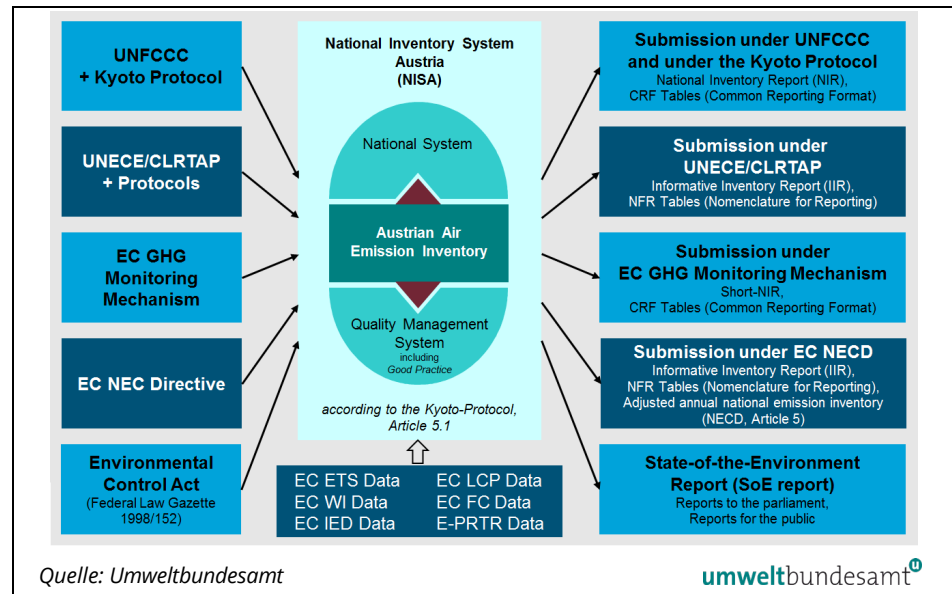 UNFCCC
+ Kyoto Protocol
UNECE/CLRTAP
+ Protocols
EC GHG
Monitoring
Mechanism
EC NEC Directive
Environmental
Control Act
(Federal Law Gazette
1998/152)
National Inventory System
Austria
(NISA)
National System
Austrian Air
Emission Inventory
Quality Management
System
including
Good Practice
according to the Kyoto-Protocol,
Article 5.1
EC ETS Data
EC WI Data
EC IED Data
EC LCP Data
EC FC Data
E-PRTR Data
Submission under UNFCCC
and under the Kyoto Protocol
National Inventory Report (NIR),
CRF Tables (Common Reporting Format)
Submission under
UNECE/CLRTAP
Informative Inventory Report (IIR),
NFR Tables (Nomenclature for Reporting)
Submission under
EC GHG Monitoring Mechanism
Short-NIR,
CRF Tables (Common Reporting Format)
Submission under EC NECD
Informative Inventory Report (IIR),
NFR Tables (Nomenclature for Reporting),
Adjusted annual national emission inventory
(NECD, Article 5)
State-of-the-Environment
Report (SoE report)
Reports to the parliament,
Reports for the public
Quelle: Umweltbundesamt
umweltbundesamt u